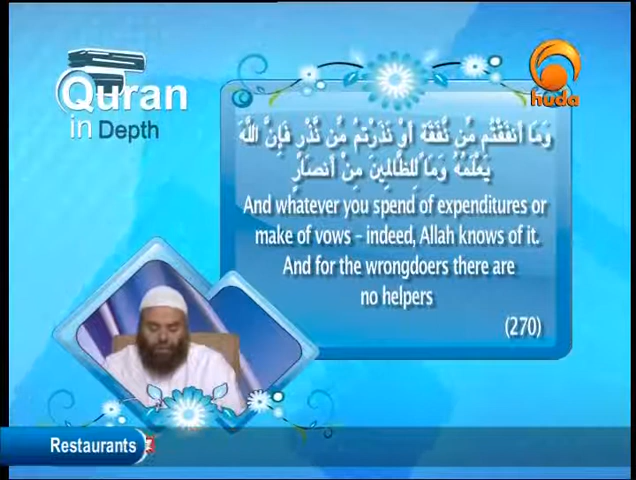 Quran
in Depth
huda
وَمَا أَنفَقْتُم مِّن نَّفَقَةٍ أَوْ نَذَرْتُم مِّن نَّذْرٍ فَإِنَّ اللَّهَ
يَعْلَمُهُ وَمَا لِلظَّالِمِينَ مِنْ أَنصَارٍ
And whatever you spend of expenditures or
make of vows – indeed, Allah knows of it.
And for the wrongdoers there are
no helpers
(270)
Restaurants